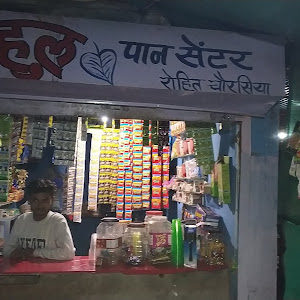 हुल पान सेंटर
रोहित चौरसिया